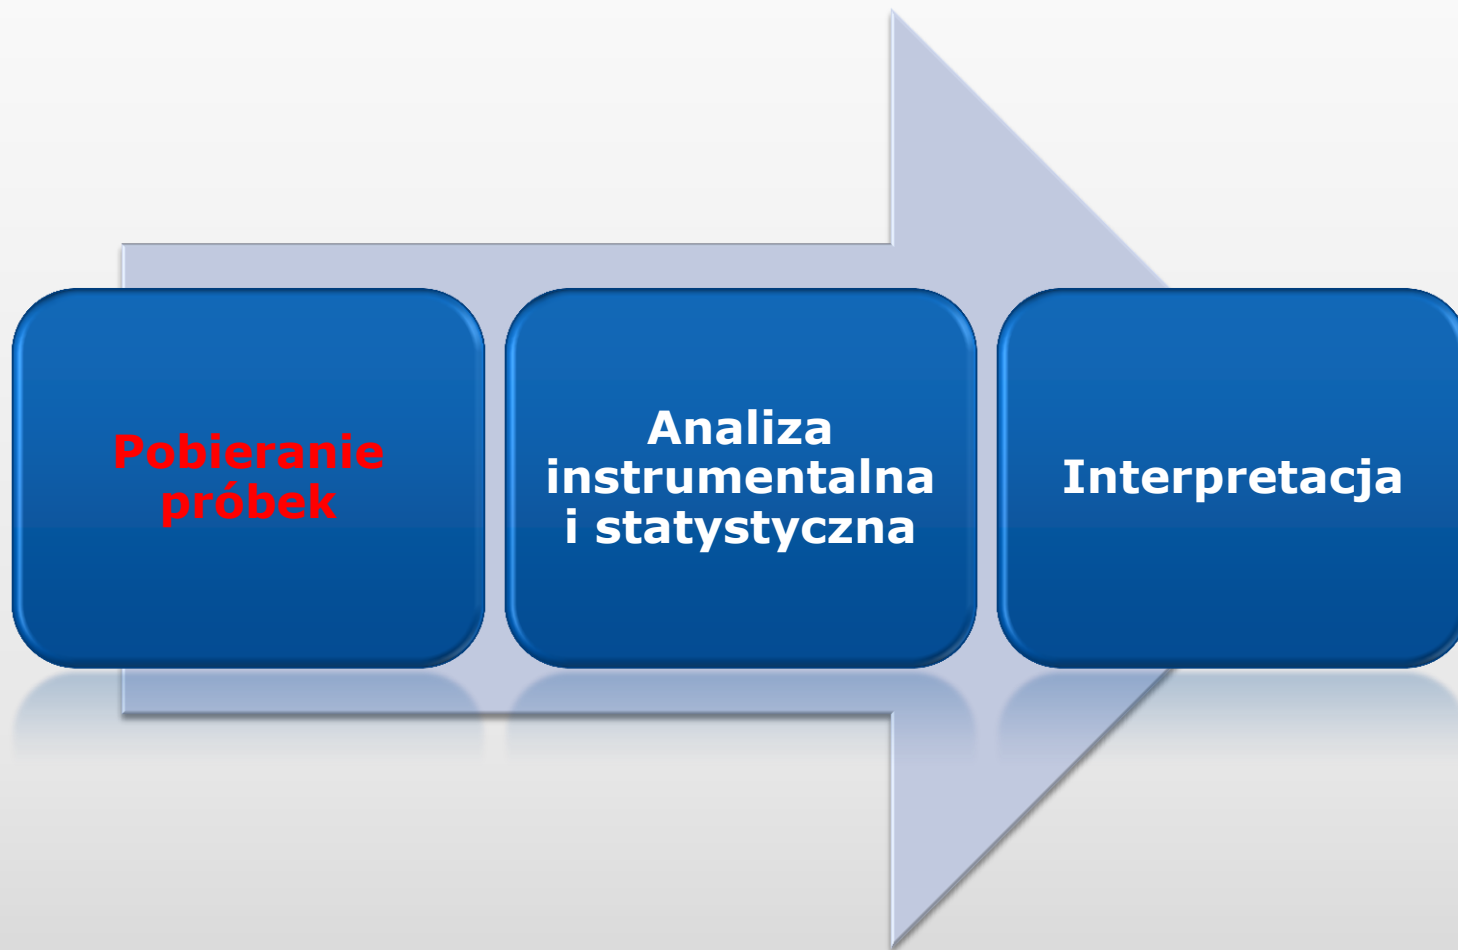 Pobieranie
próbek
Analiza
instrumentalna
i statystyczna
Interpretacja